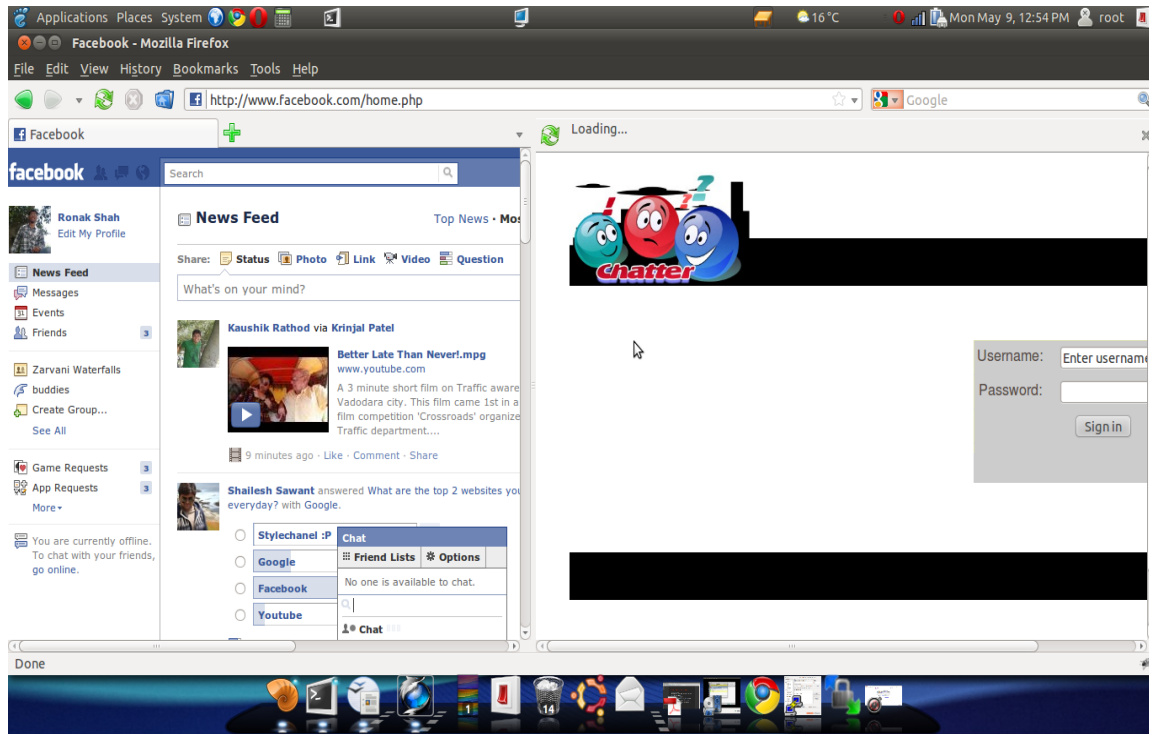 Applications Places System 16 °C Mon May 9, 12:54 PM root
Facebook - Mozilla Firefox
File Edit View History Bookmarks Tools Help
http://www.facebook.com/home.php Google
Facebook
facebook
Search
Ronak Shah
Edit My Profile
News Feed
Messages
31 Events
Friends 3
31 Zarvani Waterfalls
buddies
Create Group...
See All
Game Requests 3
App Requests 3
More
You are currently offline.
To chat with your friends,
go online.
News Feed Top News · Mos
Share: Status Photo Link Video Question
What's on your mind?
Kaushik Rathod via Krinjal Patel
Better Late Than Never!.mpg
www.youtube.com
A 3 minute short film on Traffic aware
Vadodara city. This film came 1st in a
film competition 'Crossroads' organize
Traffic department....
9 minutes ago · Like · Comment · Share
Shailesh Sawant answered What are the top 2 websites you
everyday? with Google.
Stylechanel :P
Google
Facebook
Youtube
Chat
Friend Lists Options
No one is available to chat.
Chat
Loading...
! ? ! ?
Chatter
Username: Enter username
Password:
Sign in
Done
1 14